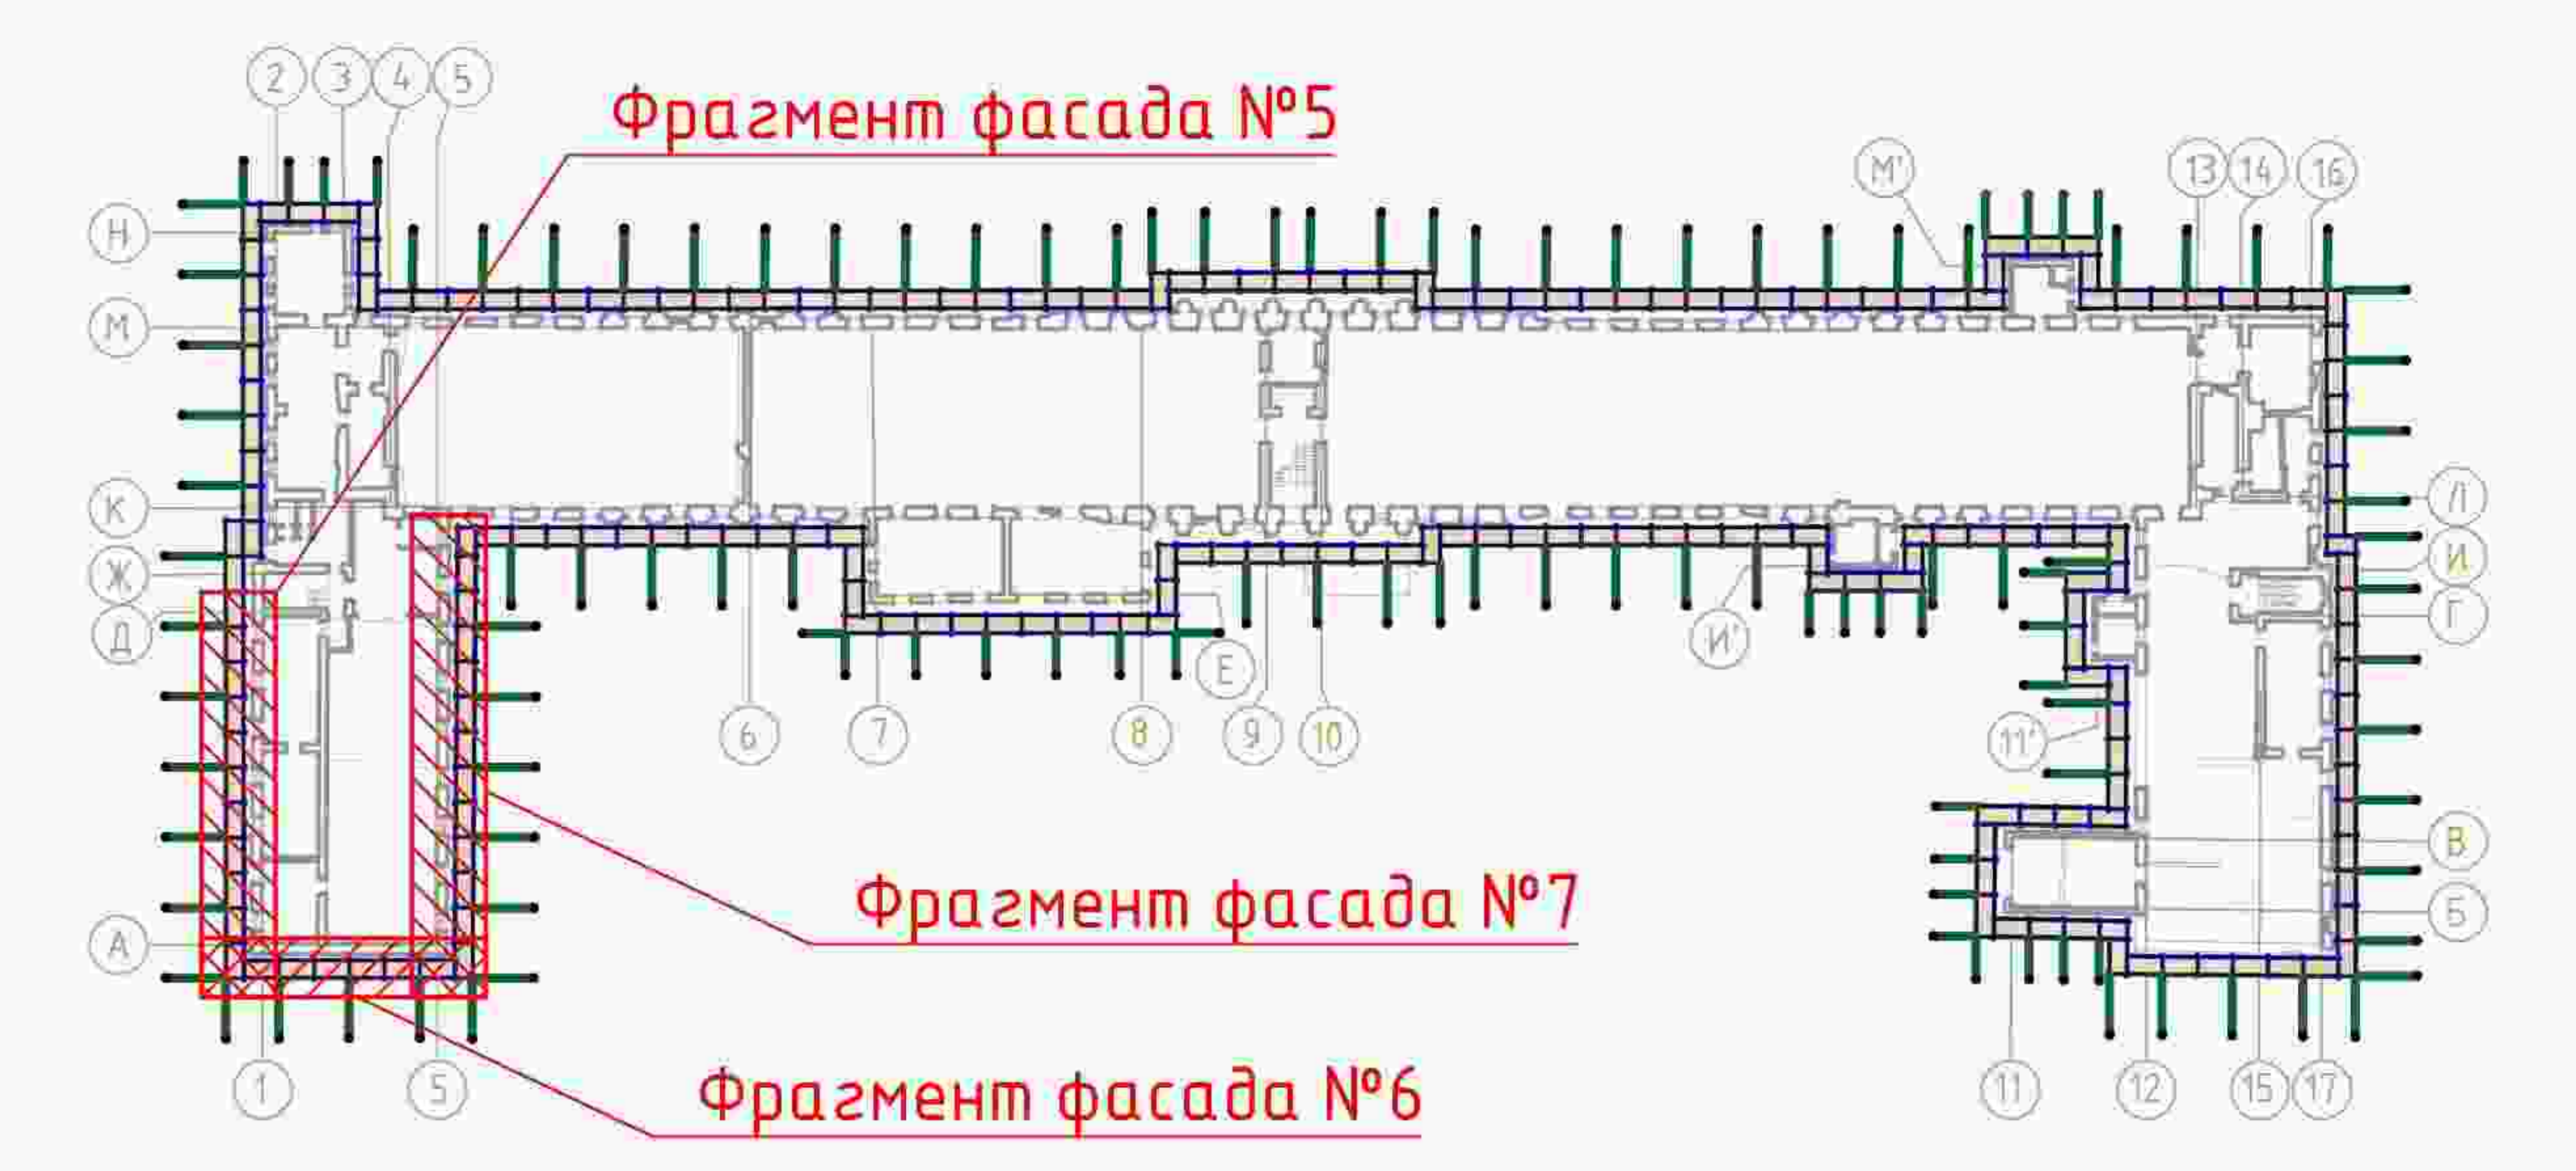 2 3 4 5
Фрагмент фасада №5
М' 13 14 16
Н
М
К
Л
Ж
И
Д
Г
И'
Е
6 7 8 9 10
11'
В
Фрагмент фасада №7
Б
А
1 5
Фрагмент фасада №6
11 12 15 17